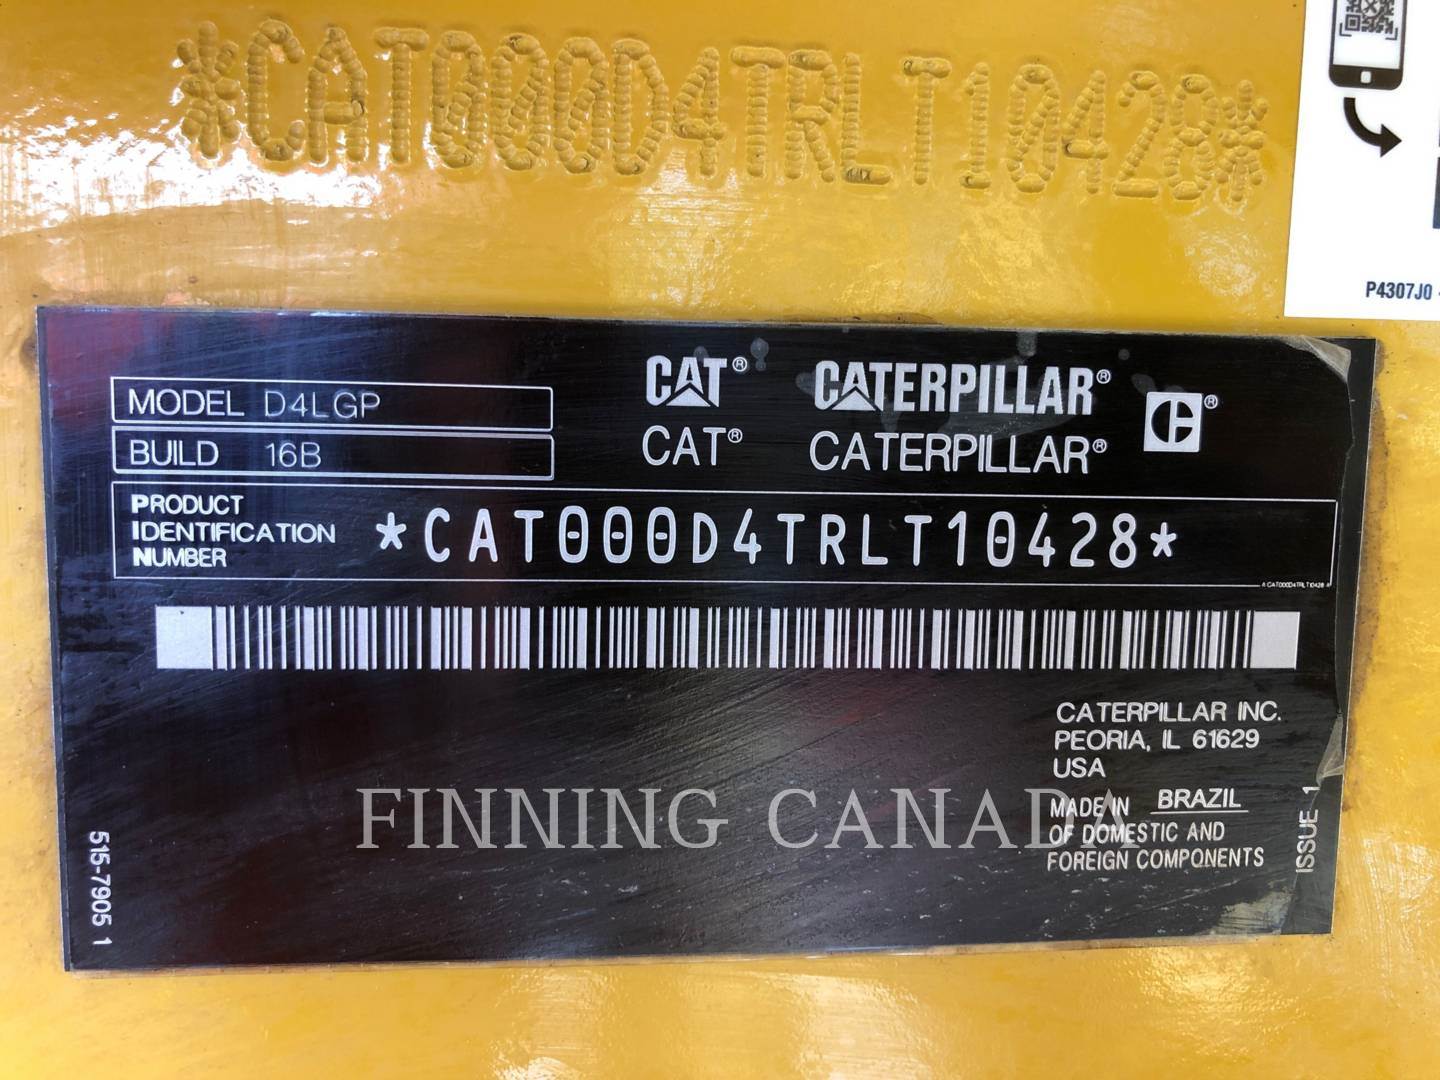 *CAT000D4TRLT10428*
P4307J0
MODEL D4LGP
BUILD 16B
CAT® CATERPILLAR® ®
CAT® CATERPILLAR®
PRODUCT
IDENTIFICATION
NUMBER
*CAT000D4TRLT10428*
* CAT000D4TRLT10428 *
CATERPILLAR INC.
PEORIA, IL 61629
USA
MADE IN BRAZIL
OF DOMESTIC AND
FOREIGN COMPONENTS
ISSUE 1
515-7905 1
FINNING CANADA